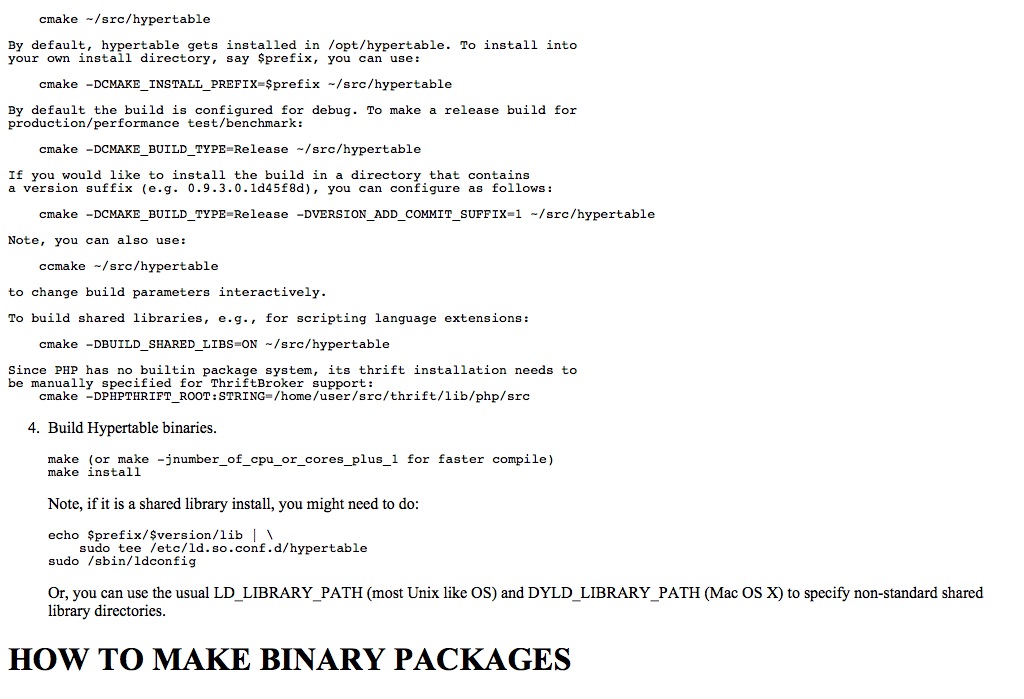 cmake ~/src/hypertable
By default, hypertable gets installed in /opt/hypertable. To install into
your own install directory, say $prefix, you can use:
cmake -DCMAKE_INSTALL_PREFIX=$prefix ~/src/hypertable
By default the build is configured for debug. To make a release build for
production/performance test/benchmark:
cmake -DCMAKE_BUILD_TYPE=Release ~/src/hypertable
If you would like to install the build in a directory that contains
a version suffix (e.g. 0.9.3.0.1d45f8d), you can configure as follows:
cmake -DCMAKE_BUILD_TYPE=Release -DVERSION_ADD_COMMIT_SUFFIX=1 ~/src/hypertable
Note, you can also use:
ccmake ~/src/hypertable
to change build parameters interactively.
To build shared libraries, e.g., for scripting language extensions:
cmake -DBUILD_SHARED_LIBS=ON ~/src/hypertable
Since PHP has no builtin package system, its thrift installation needs to
be manually specified for ThriftBroker support:
cmake -DPHPTHRIFT_ROOT:STRING=/home/user/src/thrift/lib/php/src
4. Build Hypertable binaries.
make (or make -jnumber_of_cpu_or_cores_plus_1 for faster compile)
make install
Note, if it is a shared library install, you might need to do:
echo $prefix/$version/lib | \
sudo tee /etc/ld.so.conf.d/hypertable
sudo /sbin/ldconfig
Or, you can use the usual LD_LIBRARY_PATH (most Unix like OS) and DYLD_LIBRARY_PATH (Mac OS X) to specify non-standard shared
library directories.
HOW TO MAKE BINARY PACKAGES